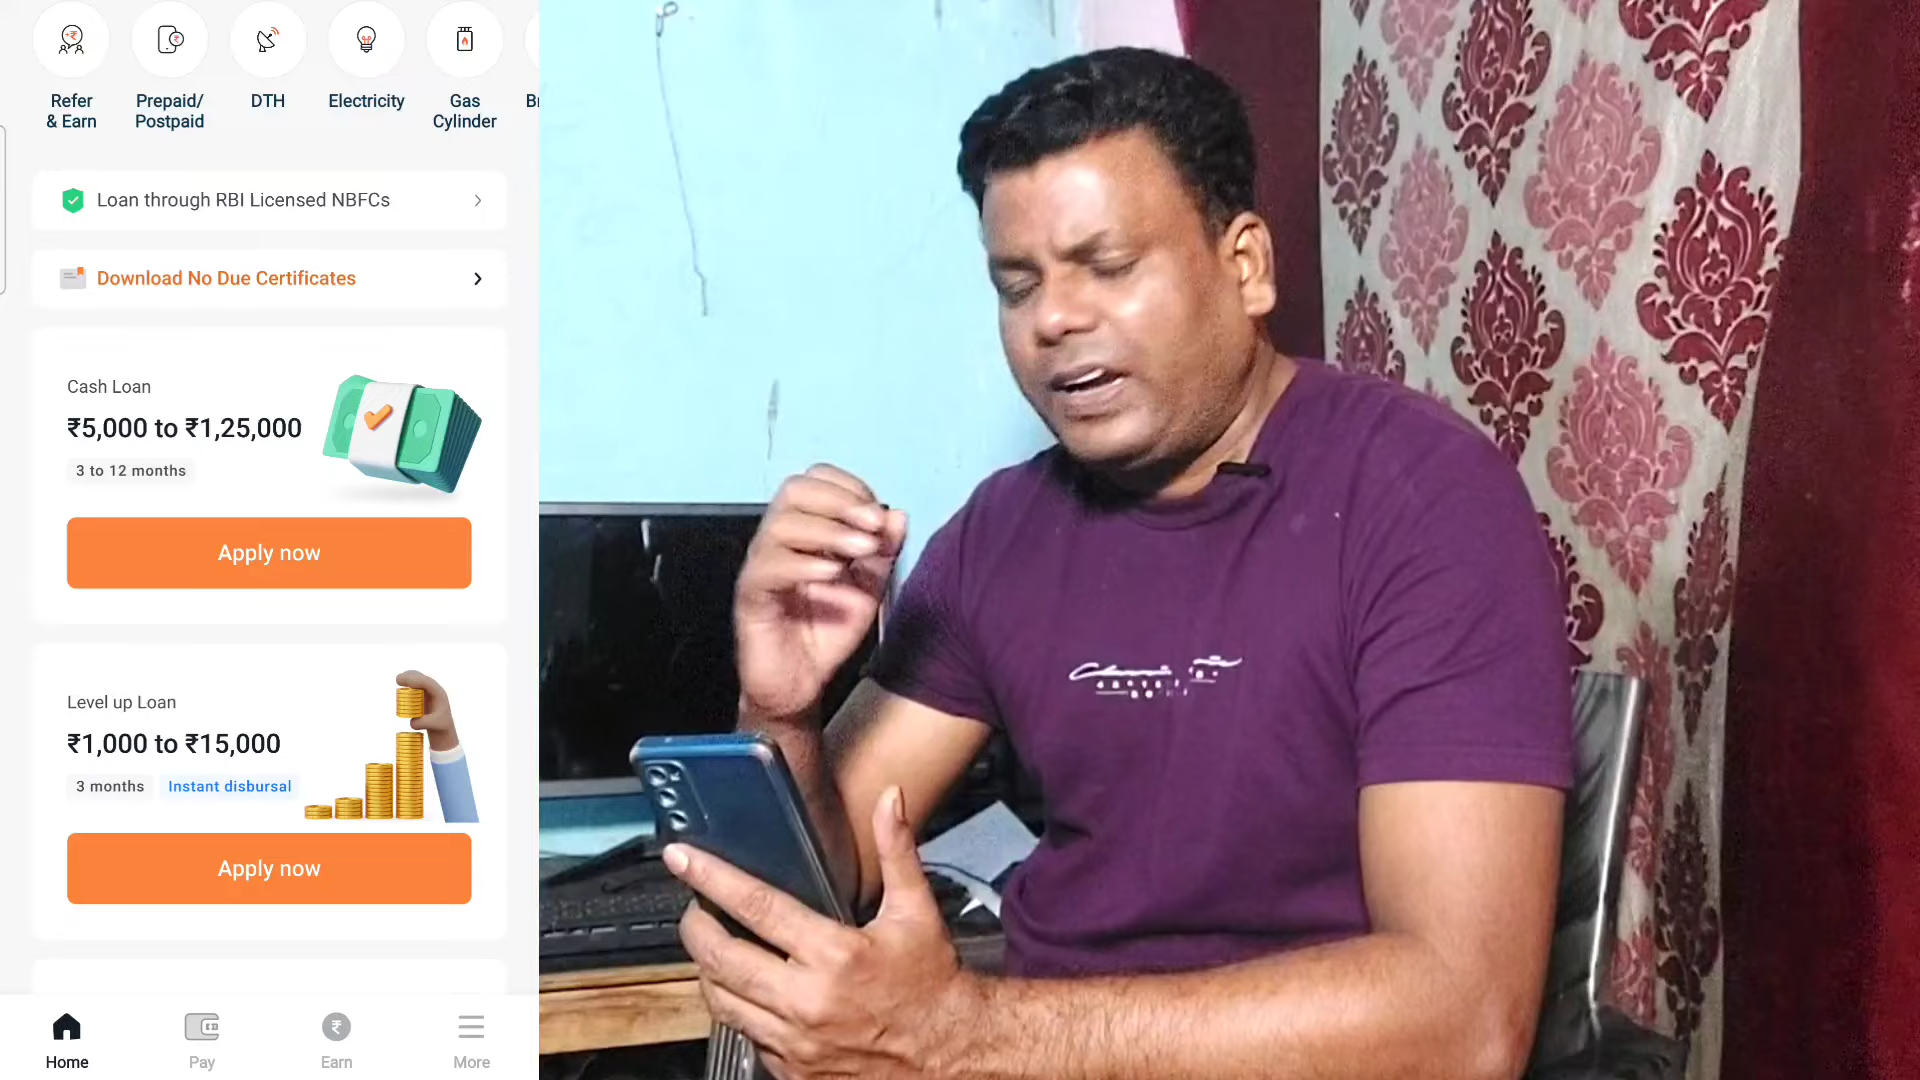 Refer
& Earn
Prepaid/
Postpaid
DTH
Electricity
Gas
Cylinder
Loan through RBI Licensed NBFCs
Download No Due Certificates
Cash Loan
₹5,000 to ₹1,25,000
3 to 12 months
Apply now
Level up Loan
₹1,000 to ₹15,000
3 months
Instant disbursal
Apply now
Home
Pay
Earn
More